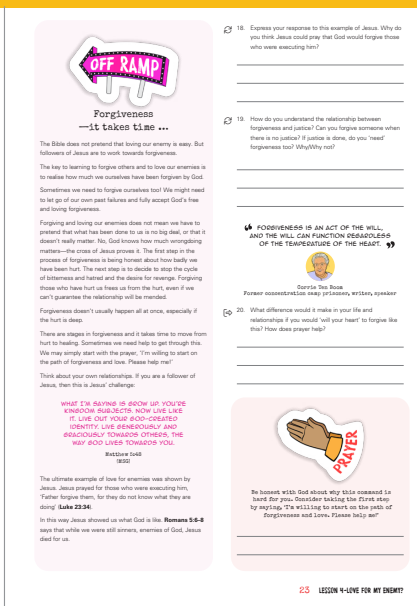 OFF RAMP
Forgiveness
—it takes time ...
The Bible does not pretend that loving our enemy is easy. But
followers of Jesus are to work towards forgiveness.
The key to learning to forgive others and to love our enemies is
to realise how much we ourselves have been forgiven by God.
Sometimes we need to forgive ourselves too! We might need
to let go of our own past failures and fully accept God's free
and loving forgiveness.
Forgiving and loving our enemies does not mean we have to
pretend that what has been done to us is no big deal, or that it
doesn't really matter. No, God knows how much wrongdoing
matters—the cross of Jesus proves it. The first step in the
process of forgiveness is being honest about how badly we
have been hurt. The next step is to decide to stop the cycle
of bitterness and hatred and the desire for revenge. Forgiving
those who have hurt us frees us from the hurt, even if we
can't guarantee the relationship will be mended.
Forgiveness doesn't usually happen all at once, especially if
the hurt is deep.
There are stages in forgiveness and it takes time to move from
hurt to healing. Sometimes we need help to get through this.
We may simply start with the prayer, 'I'm willing to start on
the path of forgiveness and love. Please help me!'
Think about your own relationships. If you are a follower of
Jesus, then this is Jesus' challenge:
WHAT I'M SAYING IS GROW UP. YOU'RE
KINGDOM SUBJECTS. NOW LIVE LIKE
IT. LIVE OUT YOUR GOD-CREATED
IDENTITY. LIVE GENEROUSLY AND
GRACIOUSLY TOWARDS OTHERS, THE
WAY GOD LIVES TOWARDS YOU.
Matthew 5:48
(MSG)
The ultimate example of love for enemies was shown by
Jesus. Jesus prayed for those who were executing him,
'Father forgive them, for they do not know what they are
doing' (Luke 23:34).
In this way Jesus showed us what God is like. Romans 5:6-8
says that while we were still sinners, enemies of God, Jesus
died for us.
18. Express your response to this example of Jesus. Why do
you think Jesus could pray that God would forgive those
who were executing him?
19. How do you understand the relationship between
forgiveness and justice? Can you forgive someone when
there is no justice? If justice is done, do you 'need'
forgiveness too? Why/Why not?
“ FORGIVENESS IS AN ACT OF THE WILL,
AND THE WILL CAN FUNCTION REGARDLESS
OF THE TEMPERATURE OF THE HEART. ”
Corrie Ten Boom
Former concentration camp prisoner, writer, speaker
20. What difference would it make in your life and
relationships if you would 'will your heart' to forgive like
this? How does prayer help?
PRAYER
Be honest with God about why this command is
hard for you. Consider taking the first step
by saying, 'I'm willing to start on the path of
forgiveness and love. Please help me!'
23 LESSON 4-LOVE FOR MY ENEMY?